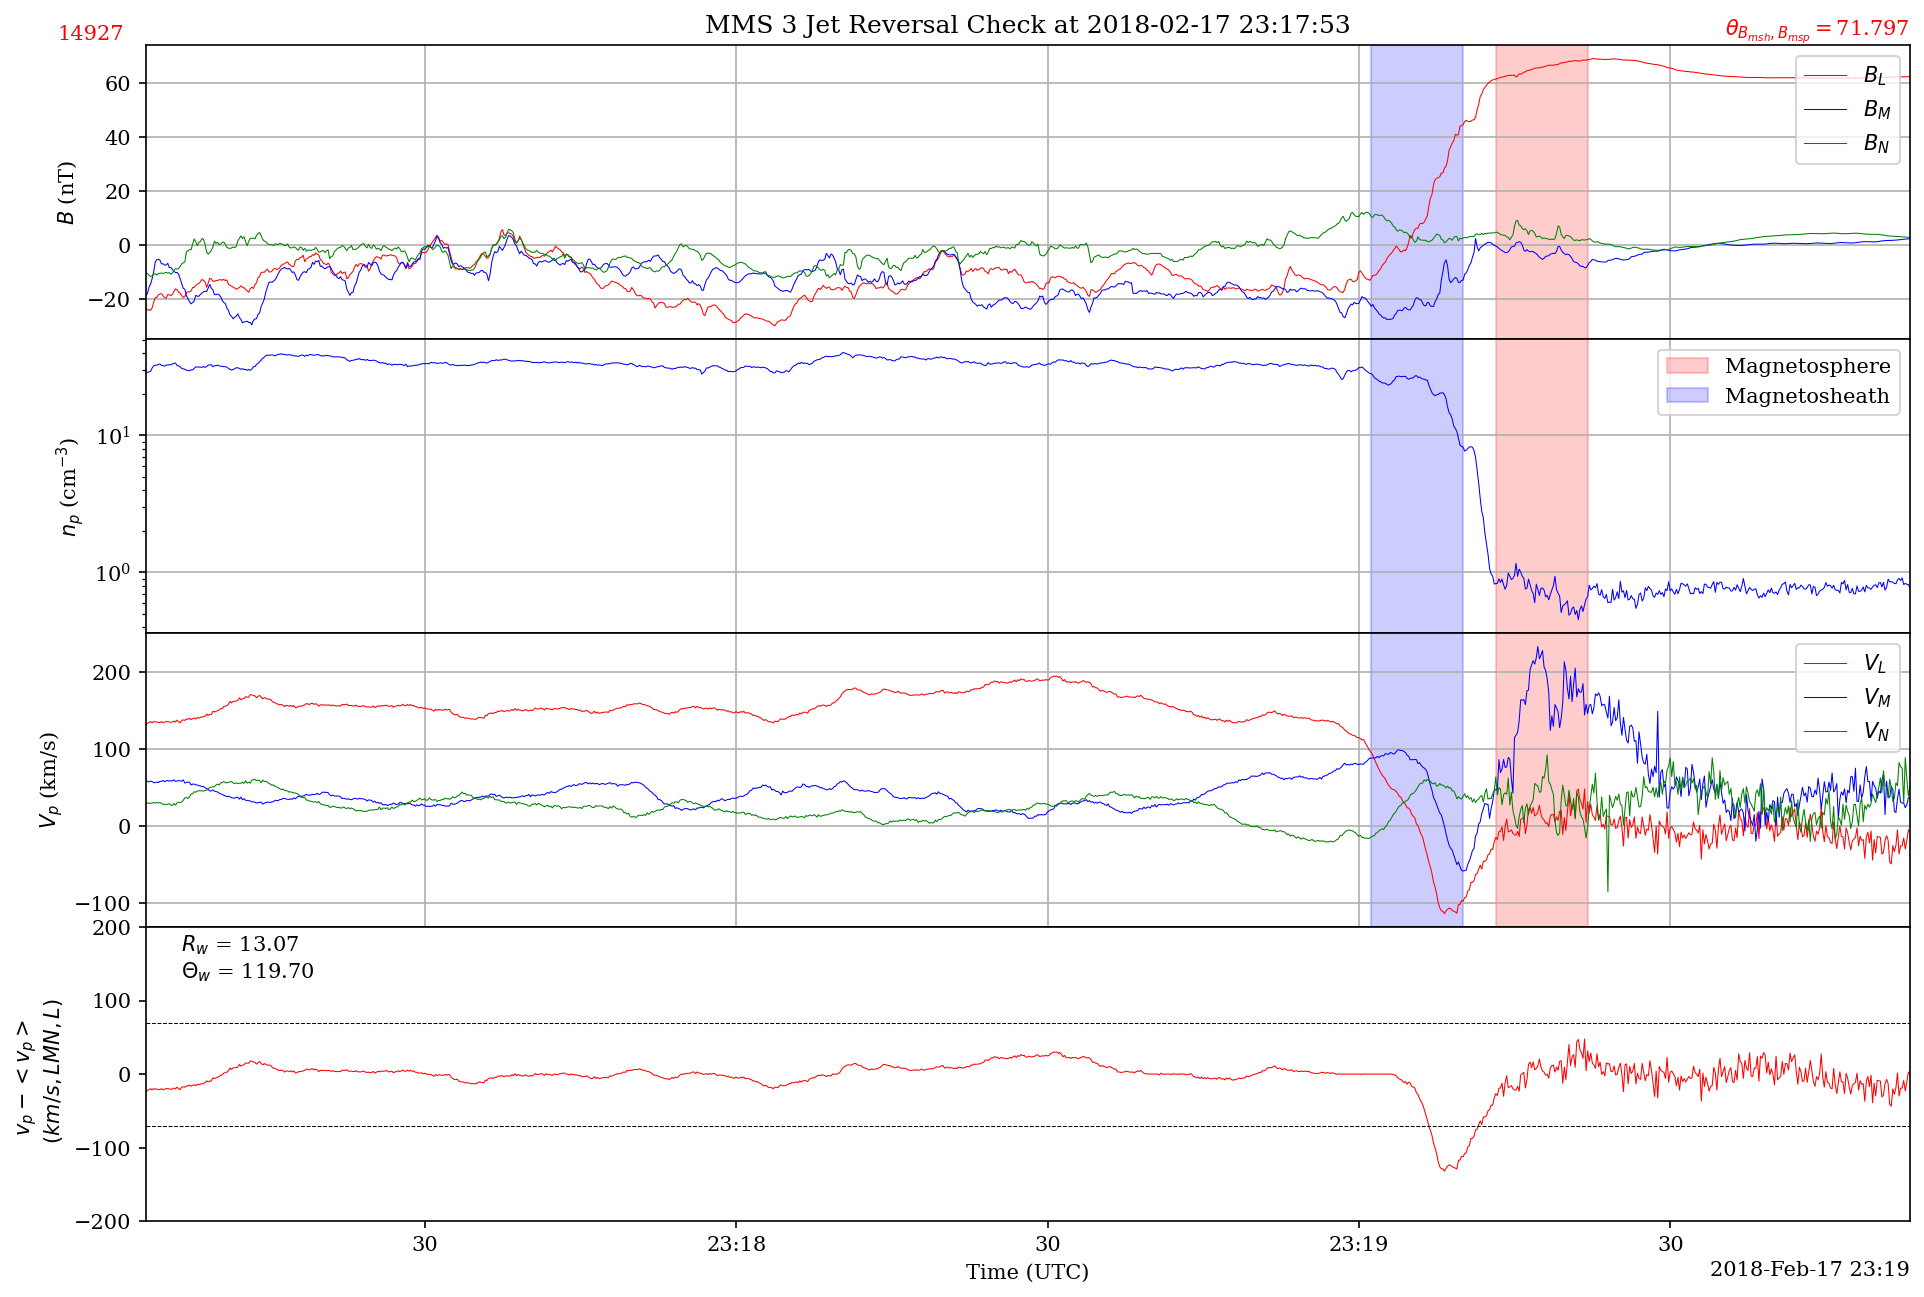 MMS 3 Jet Reversal Check at 2018-02-17 23:17:53
14927
θ_{B_{msh}, B_{msp}} = 71.797
60
40
20
0
−20
B (nT)
B_L
B_M
B_N
10^1
10^0
n_p (cm^{−3})
Magnetosphere
Magnetosheath
200
100
0
−100
V_p (km/s)
V_L
V_M
V_N
200
100
0
−100
−200
v_p − < v_p >
(km/s, LMN, L)
R_w = 13.07
Θ_w = 119.70
30
23:18
30
23:19
30
Time (UTC)
2018-Feb-17 23:19